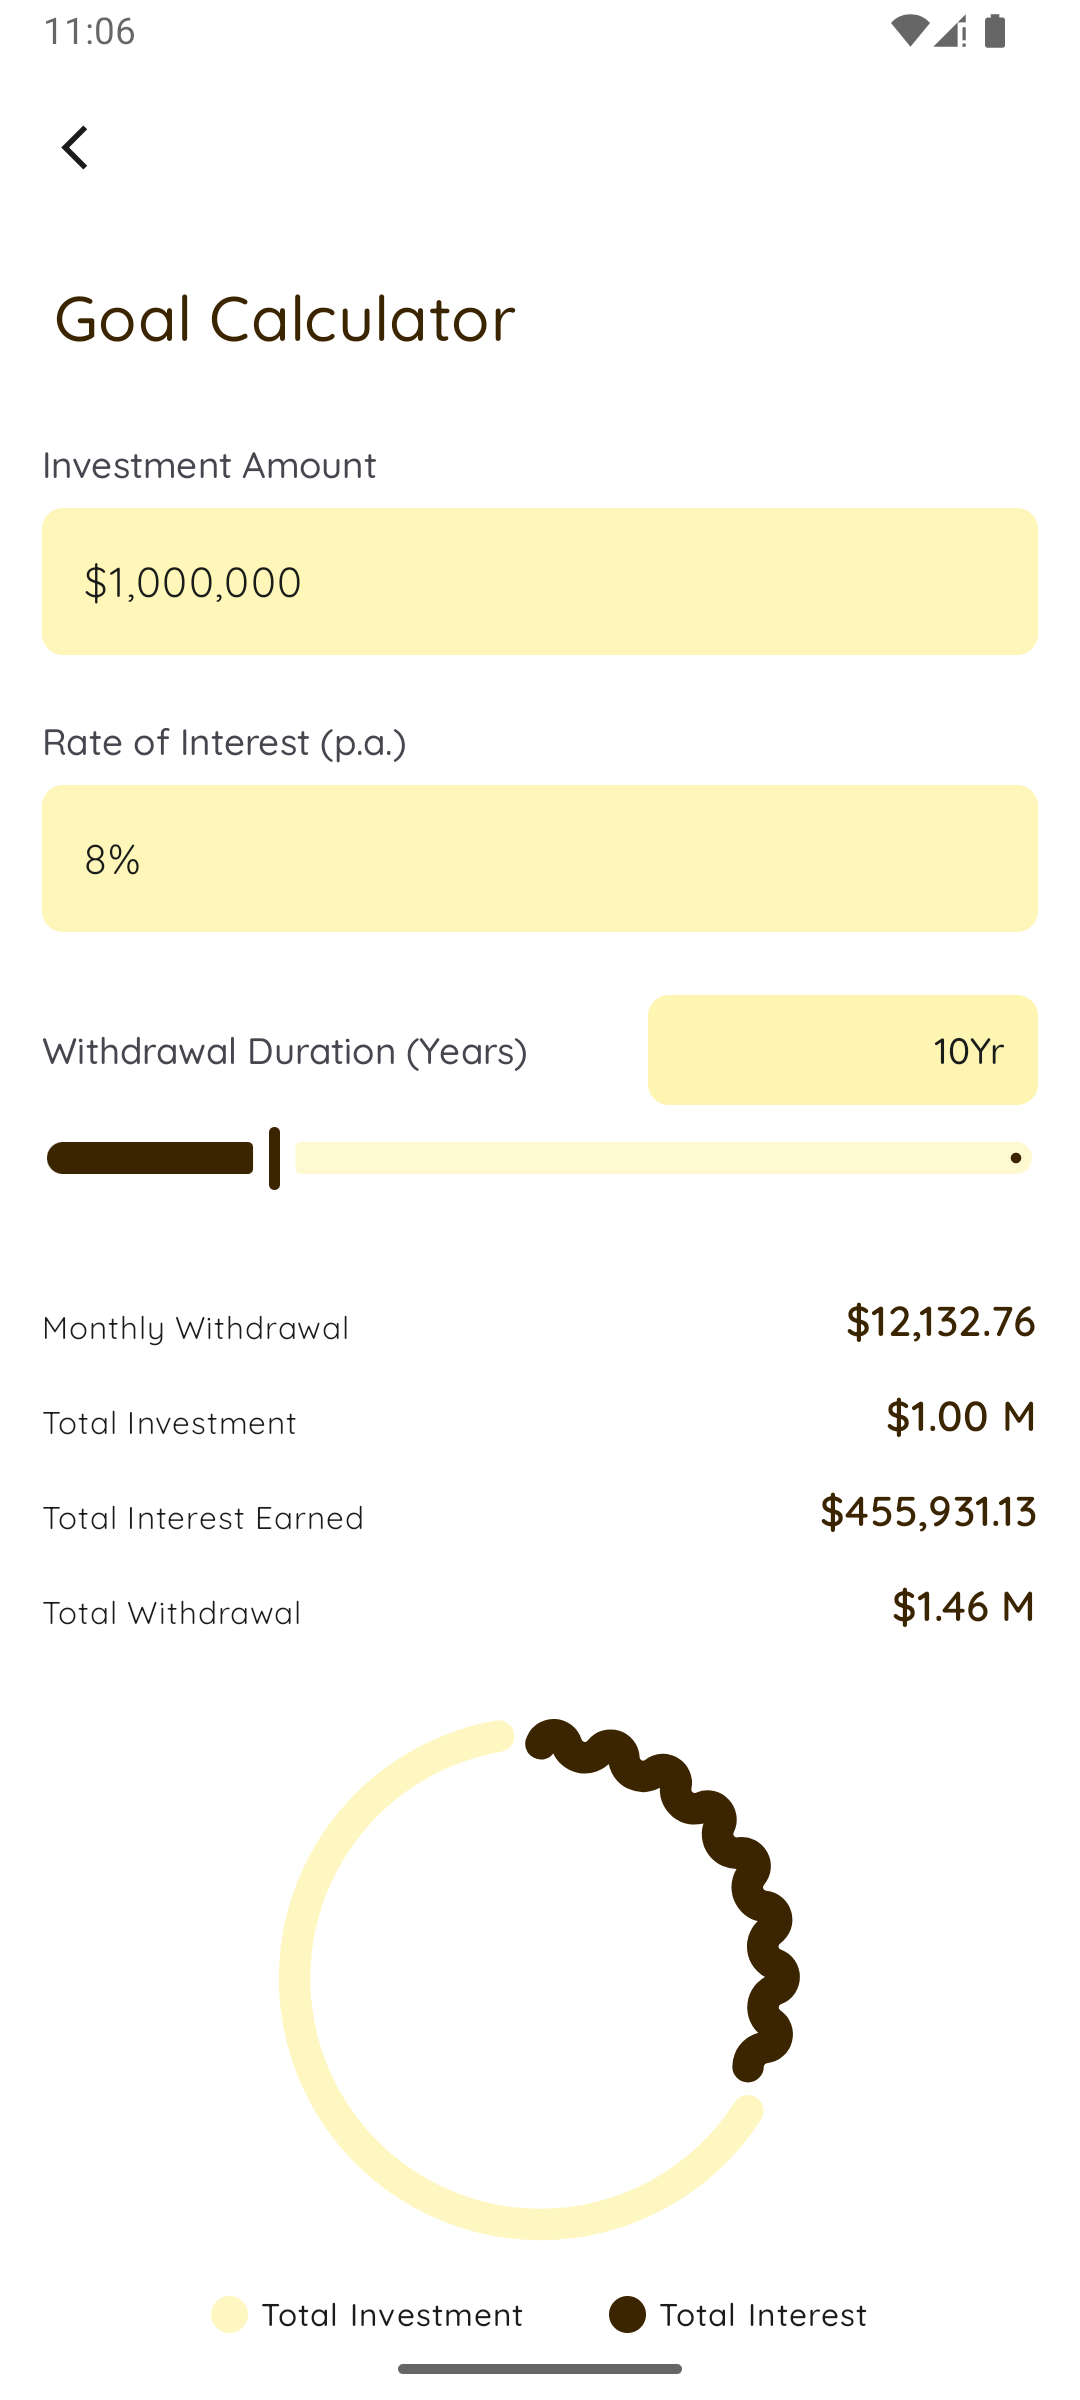 11:06
Goal Calculator
Investment Amount
$1,000,000
Rate of Interest (p.a.)
8%
Withdrawal Duration (Years) 10Yr
Monthly Withdrawal $12,132.76
Total Investment $1.00 M
Total Interest Earned $455,931.13
Total Withdrawal $1.46 M
Total Investment Total Interest